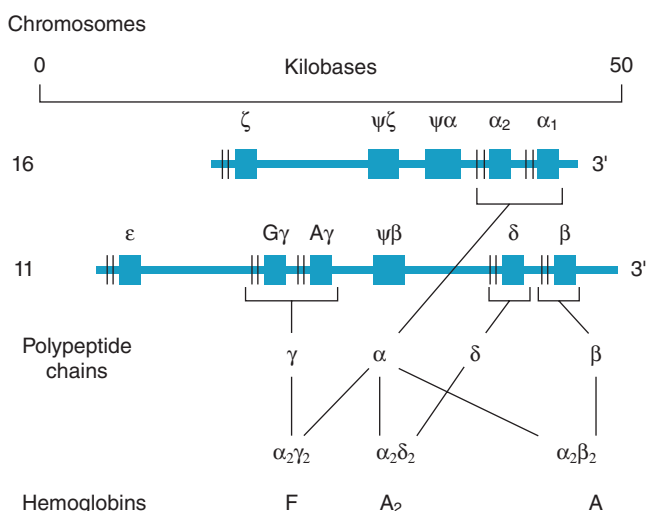 Chromosomes
0 Kilobases 50
ζ ψζ ψα α₂ α₁
16 3'
ε Gγ Aγ ψβ δ β
11 3'
Polypeptide γ α δ β
chains
α₂γ₂ α₂δ₂ α₂β₂
Hemoglobins F A₂ A